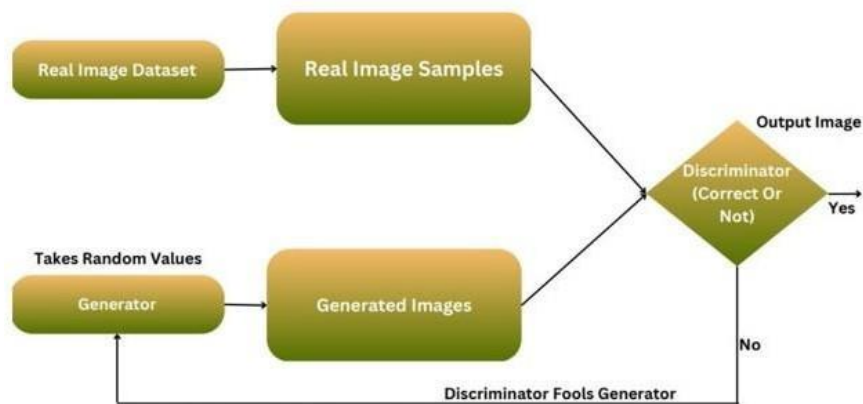 Real Image Dataset
Real Image Samples
Output Image
Discriminator
(Correct Or
Not)
Yes
Takes Random Values
Generator
Generated Images
No
Discriminator Fools Generator